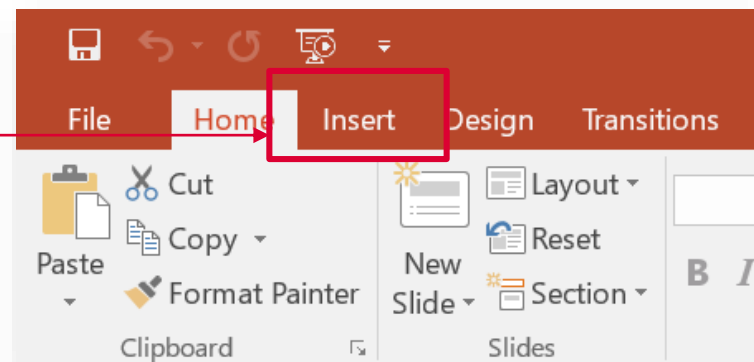 File Home Insert Design Transitions
Cut Layout
Copy Reset
Paste New
Format Painter Slide Section B I
Clipboard Slides